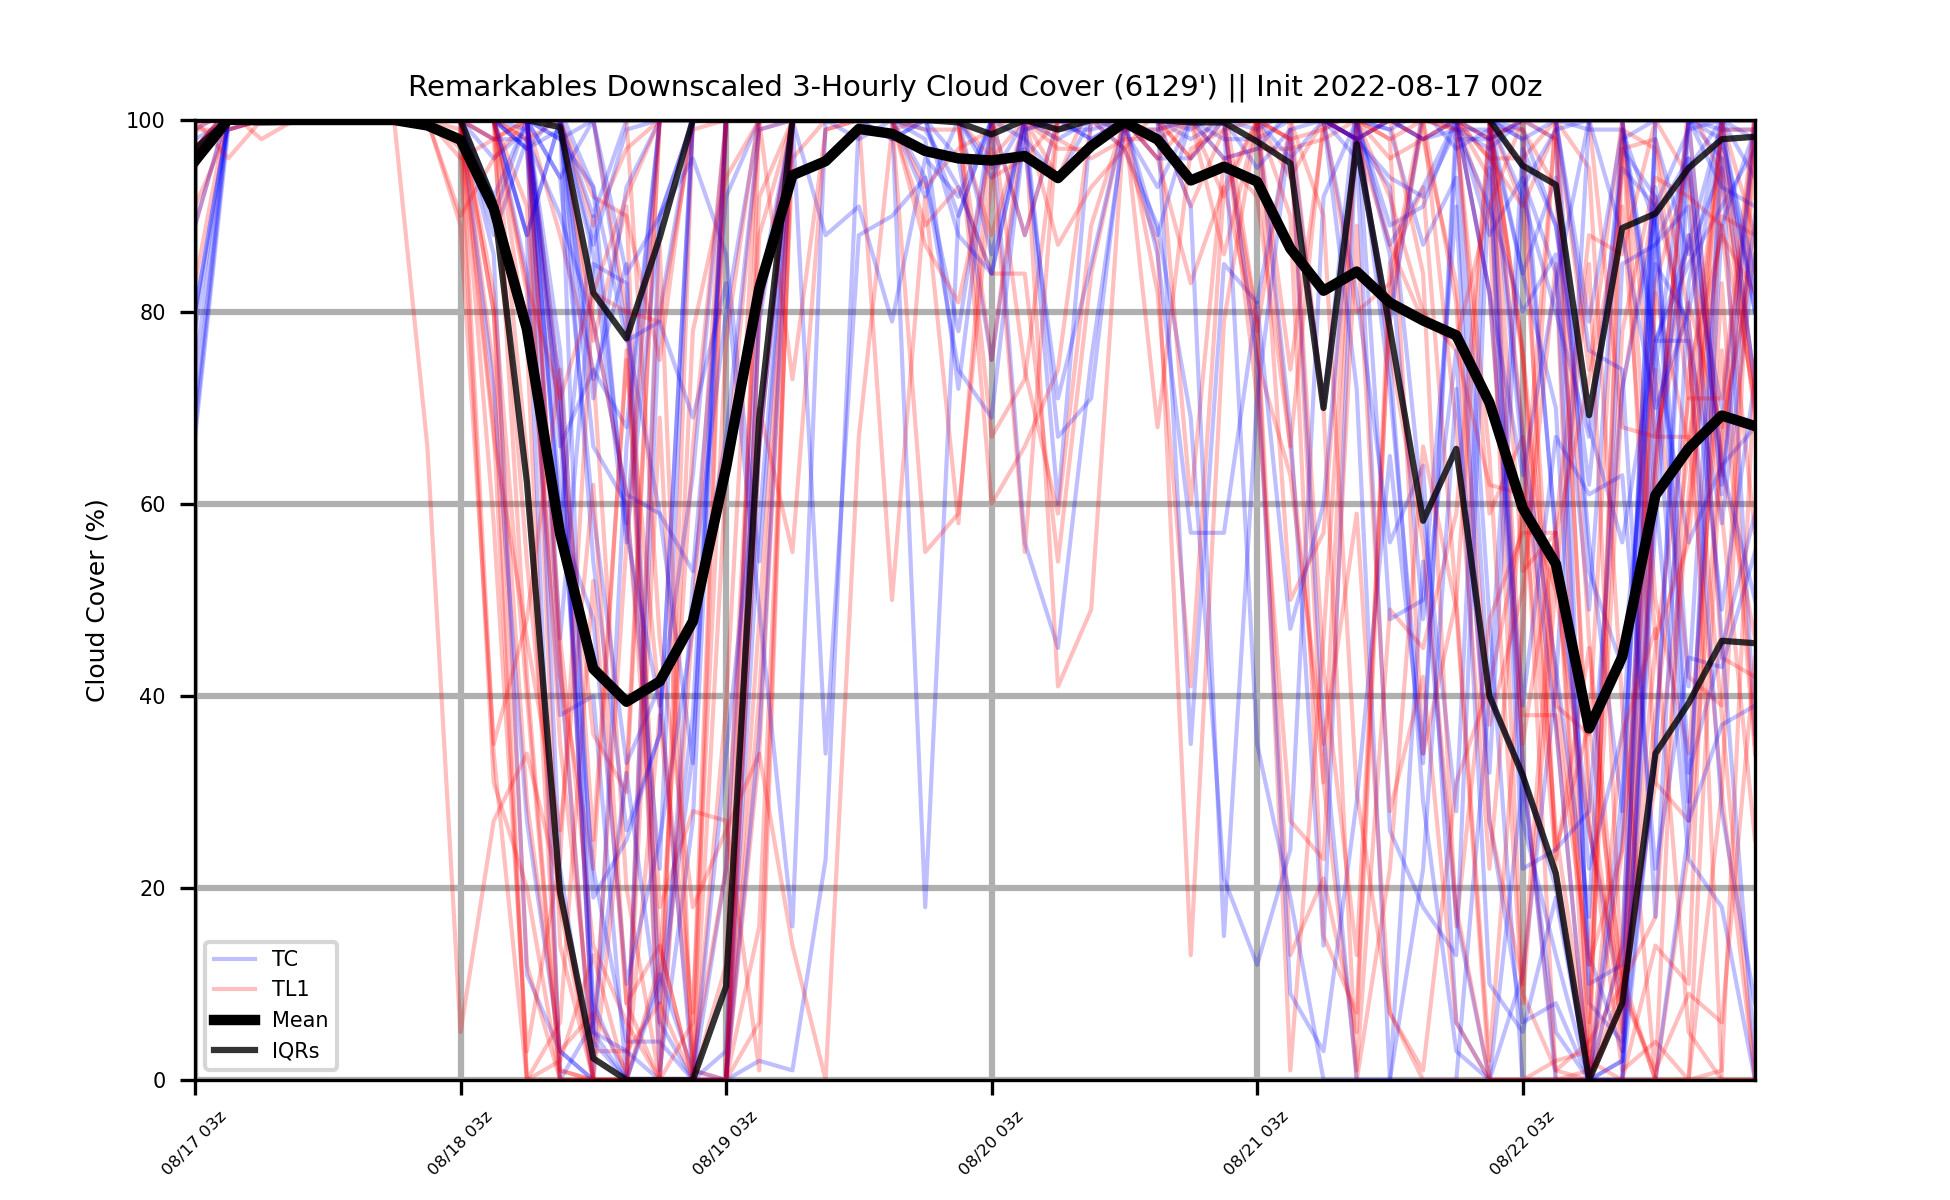 Remarkables Downscaled 3-Hourly Cloud Cover (6129') || Init 2022-08-17 00z
Cloud Cover (%)
100
80
60
40
20
0
TC
TL1
Mean
IQRs
08/17 03z
08/18 03z
08/19 03z
08/20 03z
08/21 03z
08/22 03z